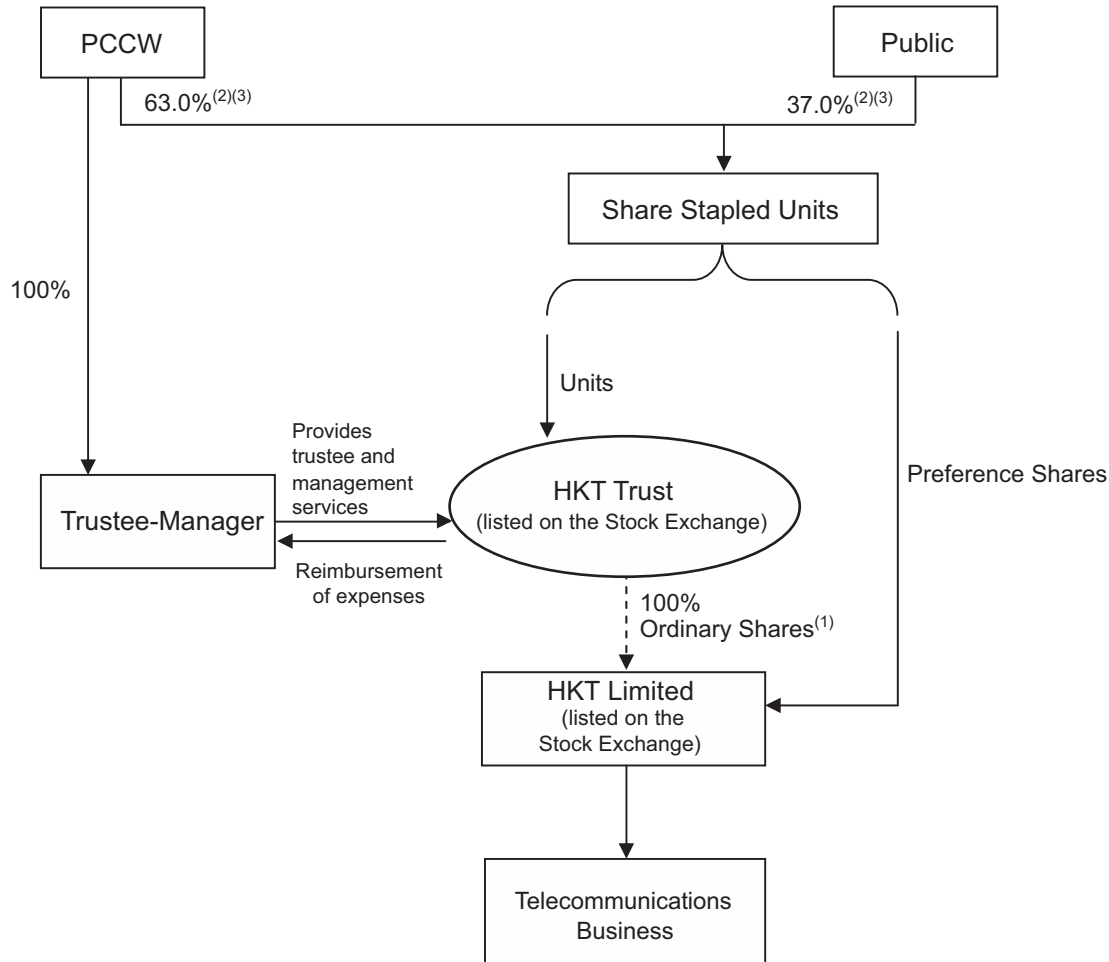 PCCW
Public
63.0%(2)(3)
37.0%(2)(3)
Share Stapled Units
100%
Units
Provides
trustee and
management
services
HKT Trust
(listed on the Stock Exchange)
Preference Shares
Trustee-Manager
Reimbursement
of expenses
100%
Ordinary Shares(1)
HKT Limited
(listed on the
Stock Exchange)
Telecommunications
Business